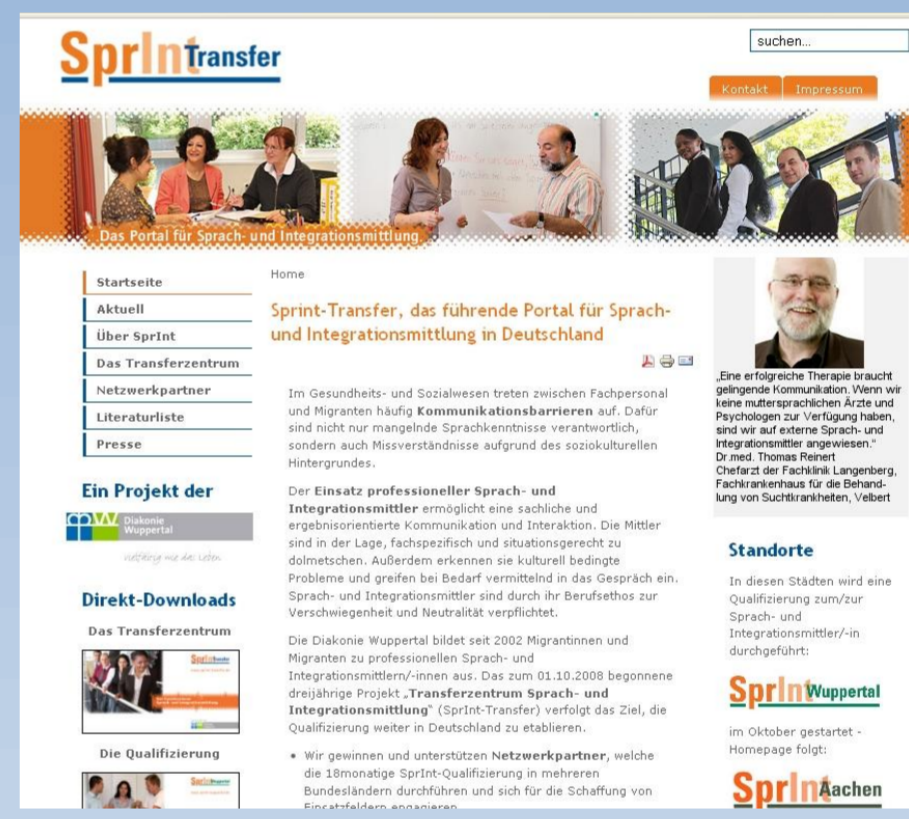 SprInt Transfer
suchen...
Kontakt
Impressum
Das Portal für Sprach- und Integrationsmittlung
Startseite
Aktuell
Über SprInt
Das Transferzentrum
Netzwerkpartner
Literaturliste
Presse
Ein Projekt der
Diakonie
Wuppertal
vielfältig wie das Leben
Direkt-Downloads
Das Transferzentrum
Die Qualifizierung
Home
Sprint-Transfer, das führende Portal für Sprach-
und Integrationsmittlung in Deutschland
Im Gesundheits- und Sozialwesen treten zwischen Fachpersonal
und Migranten häufig Kommunikationsbarrieren auf. Dafür
sind nicht nur mangelnde Sprachkenntnisse verantwortlich,
sondern auch Missverständnisse aufgrund des soziokulturellen
Hintergrundes.
Der Einsatz professioneller Sprach- und
Integrationsmittler ermöglicht eine sachliche und
ergebnisorientierte Kommunikation und Interaktion. Die Mittler
sind in der Lage, fachspezifisch und situationsgerecht zu
dolmetschen. Außerdem erkennen sie kulturell bedingte
Probleme und greifen bei Bedarf vermittelnd in das Gespräch ein.
Sprach- und Integrationsmittler sind durch ihr Berufsethos zur
Verschwiegenheit und Neutralität verpflichtet.
Die Diakonie Wuppertal bildet seit 2002 Migrantinnen und
Migranten zu professionellen Sprach- und
Integrationsmittlern/-innen aus. Das zum 01.10.2008 begonnene
dreijährige Projekt „Transferzentrum Sprach- und
Integrationsmittlung“ (SprInt-Transfer) verfolgt das Ziel, die
Qualifizierung weiter in Deutschland zu etablieren.
• Wir gewinnen und unterstützen Netzwerkpartner, welche
die 18monatige SprInt-Qualifizierung in mehreren
Bundesländern durchführen und sich für die Schaffung von
Einsatzfeldern engagieren
„Eine erfolgreiche Therapie braucht
gelingende Kommunikation. Wenn wir
keine muttersprachlichen Ärzte und
Psychologen zur Verfügung haben,
sind wir auf externe Sprach- und
Integrationsmittler angewiesen.“
Dr.med. Thomas Reinert
Chefarzt der Fachklinik Langenberg,
Fachkrankenhaus für die Behand-
lung von Suchtkrankheiten, Velbert
Standorte
In diesen Städten wird eine
Qualifizierung zum/zur
Sprach- und
Integrationsmittler/-in
durchgeführt:
SprInt Wuppertal
im Oktober gestartet -
Homepage folgt:
SprInt Aachen